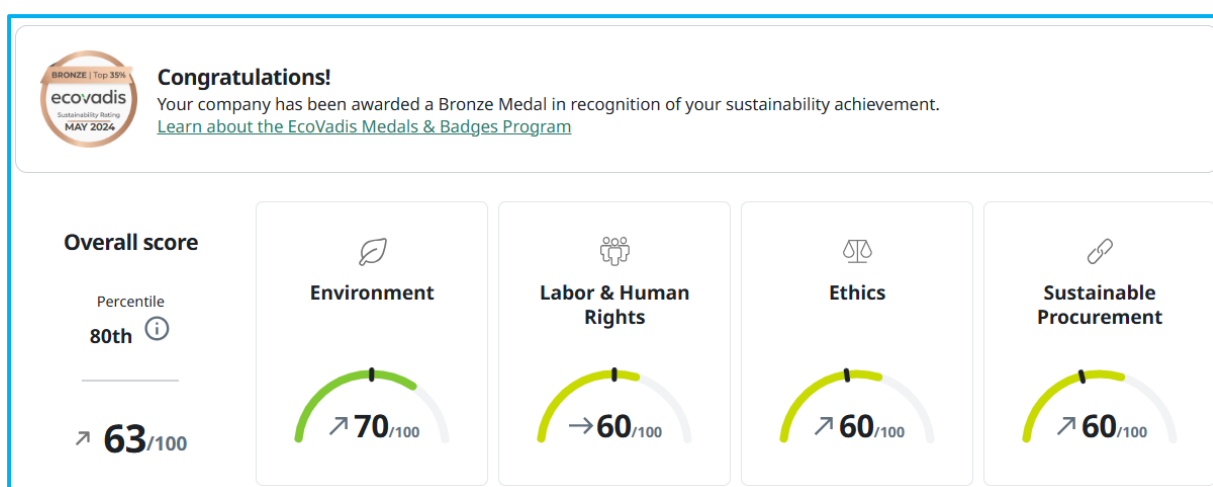 BRONZE | Top 35%
ecovadis
Sustainability Rating
MAY 2024
Congratulations!
Your company has been awarded a Bronze Medal in recognition of your sustainability achievement.
Learn about the EcoVadis Medals & Badges Program
Overall score
Percentile
80th
63/100
Environment
70/100
Labor & Human
Rights
60/100
Ethics
60/100
Sustainable
Procurement
60/100